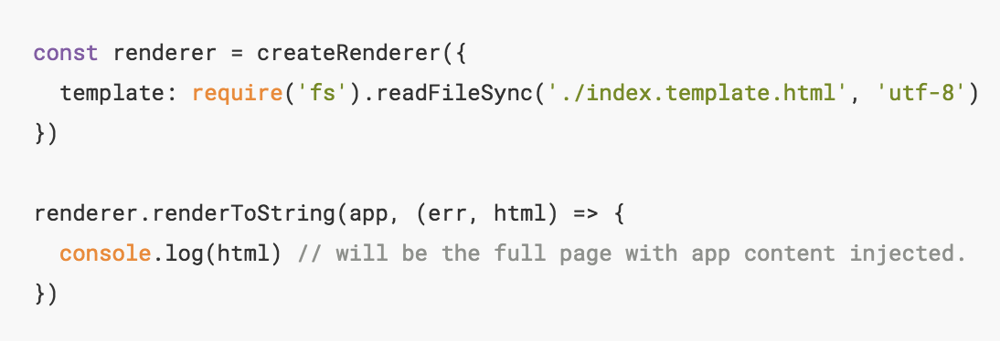 const renderer = createRenderer({
  template: require('fs').readFileSync('./index.template.html', 'utf-8')
})

renderer.renderToString(app, (err, html) => {
  console.log(html) // will be the full page with app content injected.
})